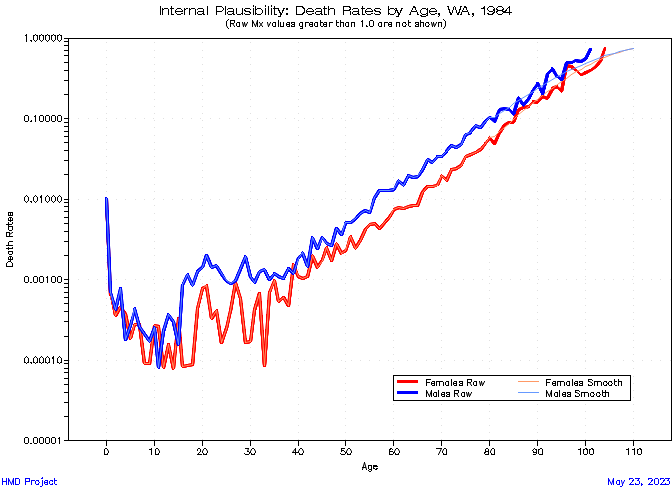 Internal Plausibility: Death Rates by Age, WA, 1984
(Raw Mx values greater than 1.0 are not shown)
1.00000
0.10000
0.01000
0.00100
0.00010
0.00001
Death Rates
0 10 20 30 40 50 60 70 80 90 100 110
Age
Females Raw Females Smooth
Males Raw Males Smooth
HMD Project May 23, 2023